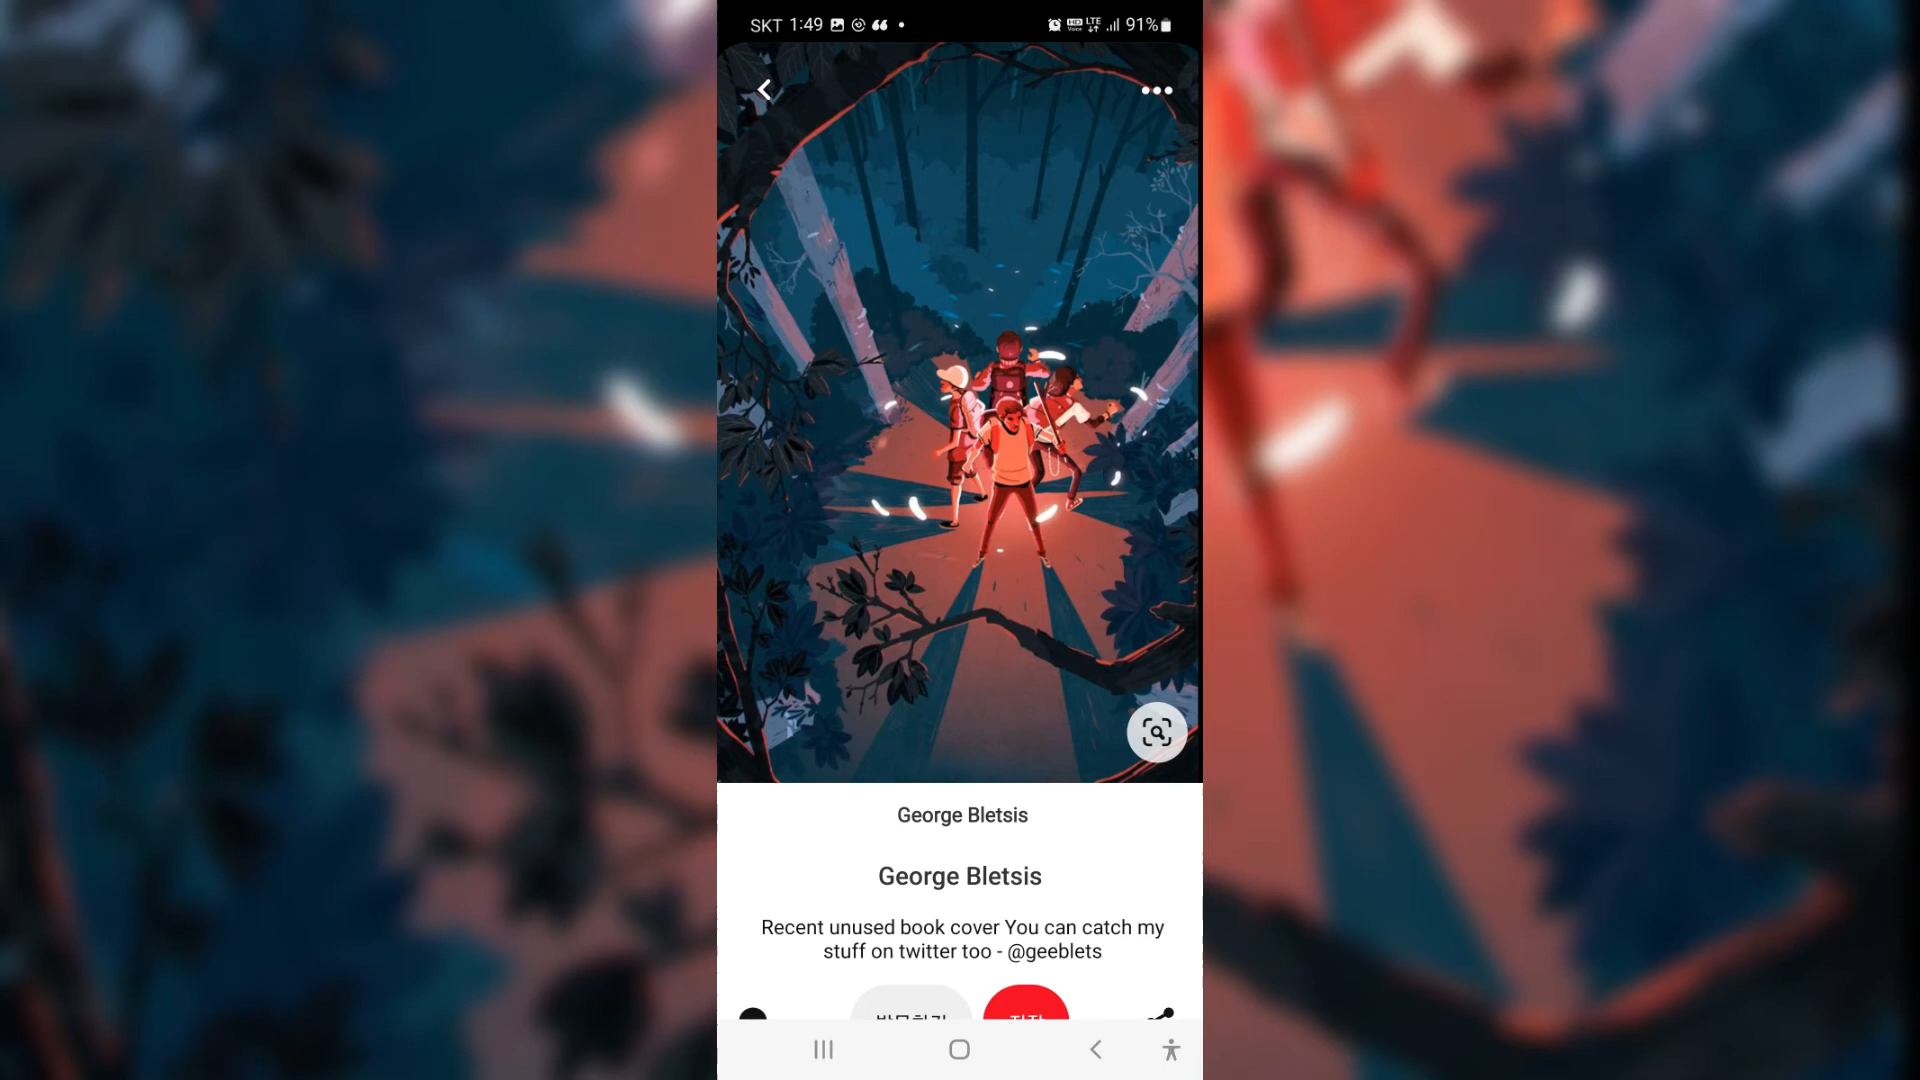 SKT 1:49 91%
George Bletsis
George Bletsis
Recent unused book cover You can catch my
stuff on twitter too - @geeblets